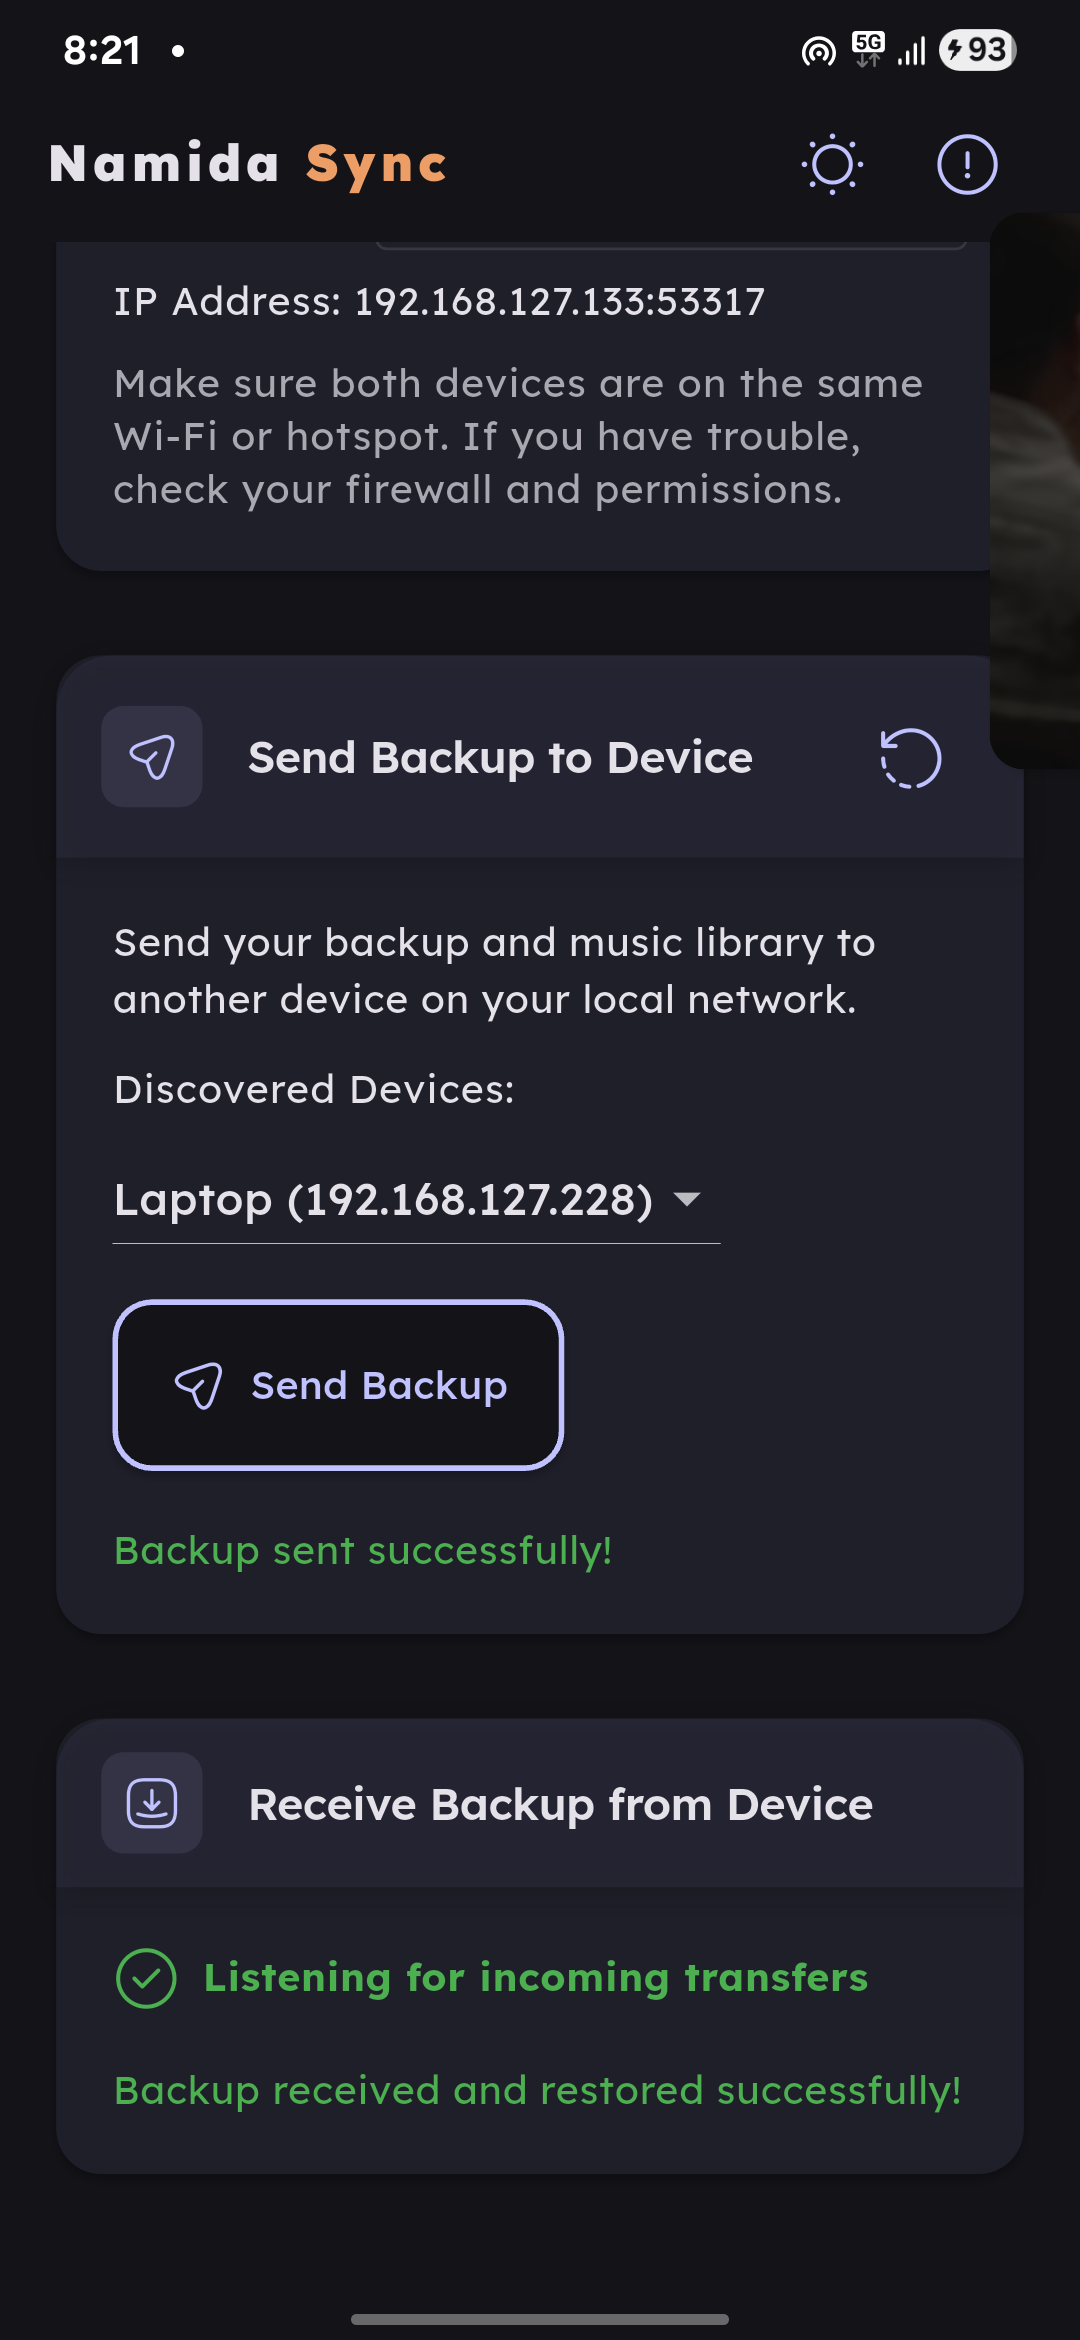 8:21
5G
93
Namida Sync
IP Address: 192.168.127.133:53317
Make sure both devices are on the same
Wi-Fi or hotspot. If you have trouble,
check your firewall and permissions.
Send Backup to Device
Send your backup and music library to
another device on your local network.
Discovered Devices:
Laptop (192.168.127.228)
Send Backup
Backup sent successfully!
Receive Backup from Device
Listening for incoming transfers
Backup received and restored successfully!